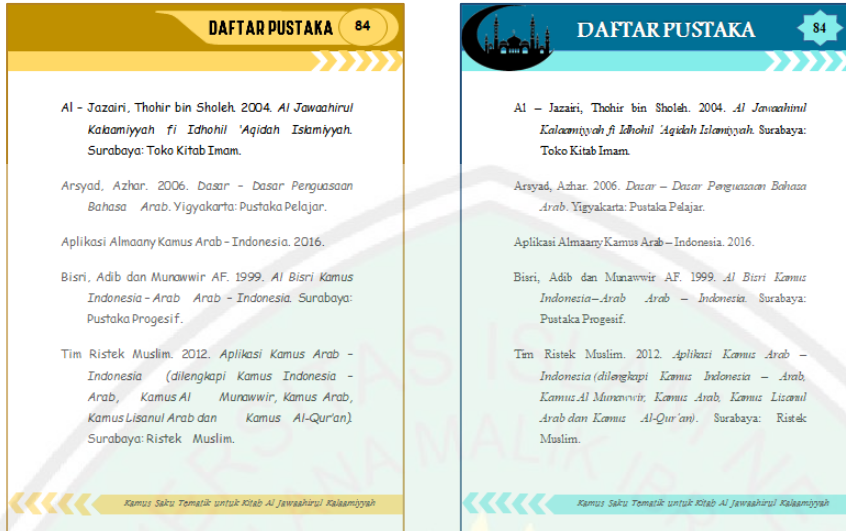 DAFTAR PUSTAKA 84
Al – Jazairi, Thohir bin Sholeh. 2004. Al Jawaahirul
Kalaamiyyah fi Idhohil 'Aqidah Islamiyyah.
Surabaya: Toko Kitab Imam.
Arsyad, Azhar. 2006. Dasar – Dasar Penguasaan
Bahasa Arab. Yigyakarta: Pustaka Pelajar.
Aplikasi Almaany Kamus Arab – Indonesia. 2016.
Bisri, Adib dan Munawwir AF. 1999. Al Bisri Kamus
Indonesia – Arab Arab – Indonesia. Surabaya:
Pustaka Progesif.
Tim Ristek Muslim. 2012. Aplikasi Kamus Arab –
Indonesia (dilengkapi Kamus Indonesia –
Arab, Kamus Al Munawwir, Kamus Arab,
Kamus Lisanul Arab dan Kamus Al-Qur'an).
Surabaya: Ristek Muslim.
Kamus Saku Tematik untuk Kitab Al Jawaahirul Kalaamiyyah
DAFTAR PUSTAKA 84
Al – Jazairi, Thohir bin Sholeh. 2004. Al Jawaahirul
Kalaamiyyah fi Idhohil 'Aqidah Islamiyyah. Surabaya:
Toko Kitab Imam.
Arsyad, Azhar. 2006. Dasar – Dasar Penguasaan Bahasa
Arab. Yigyakarta: Pustaka Pelajar.
Aplikasi Almaany Kamus Arab – Indonesia. 2016.
Bisri, Adib dan Munawwir AF. 1999. Al Bisri Kamus
Indonesia – Arab Arab – Indonesia. Surabaya:
Pustaka Progesif.
Tim Ristek Muslim. 2012. Aplikasi Kamus Arab –
Indonesia (dilengkapi Kamus Indonesia – Arab,
Kamus Al Munawwir, Kamus Arab, Kamus Lisanul
Arab dan Kamus Al-Qur'an). Surabaya: Ristek
Muslim.
Kamus Saku Tematik untuk Kitab Al Jawaahirul Kalaamiyyah